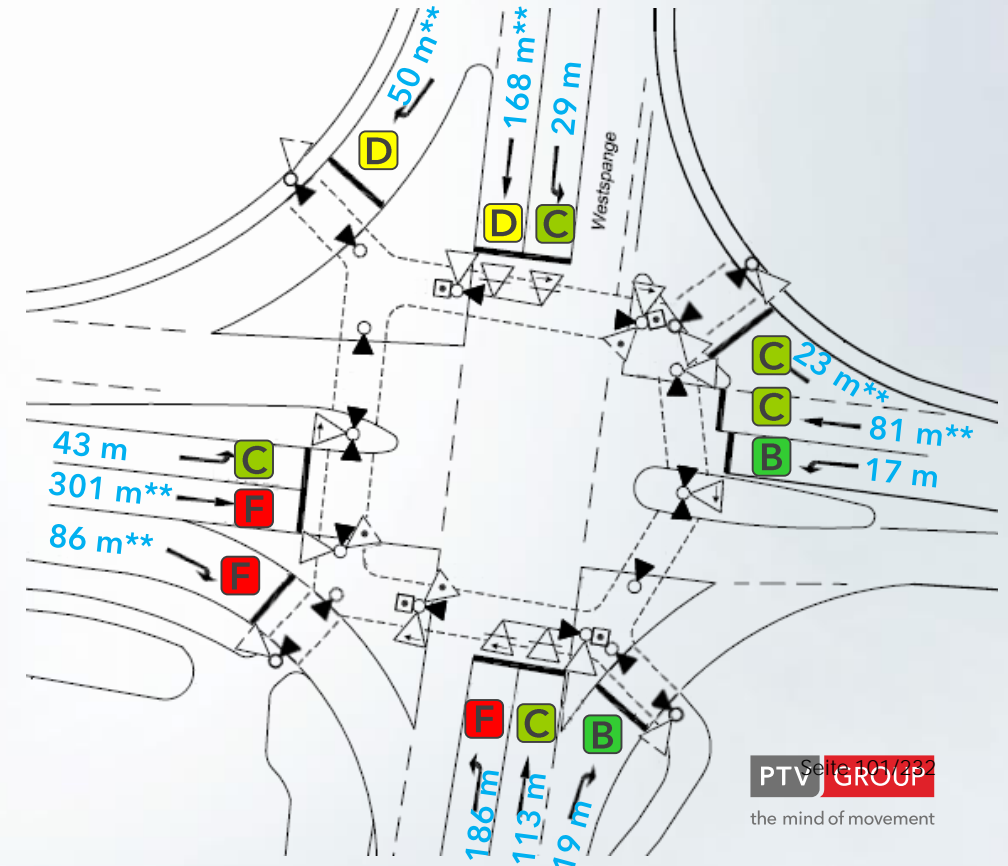 50 m**
168 m**
29 m
D
D
C
Westspange
C
23 m**
C
81 m**
B
17 m
43 m
C
301 m**
F
86 m**
F
F
C
B
186 m
113 m
19 m
Seite 101/232
PTV GROUP
the mind of movement